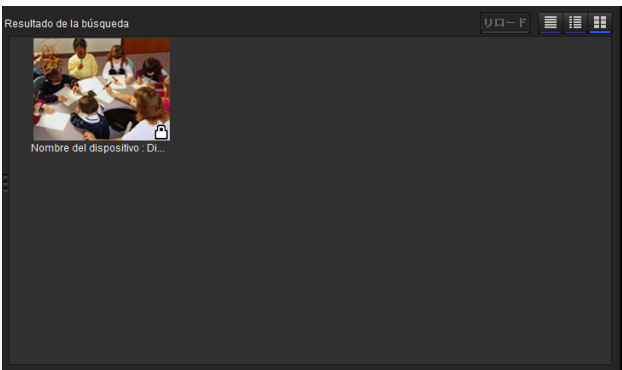 Resultado de la búsqueda
リロード
Nombre del dispositivo : Di...